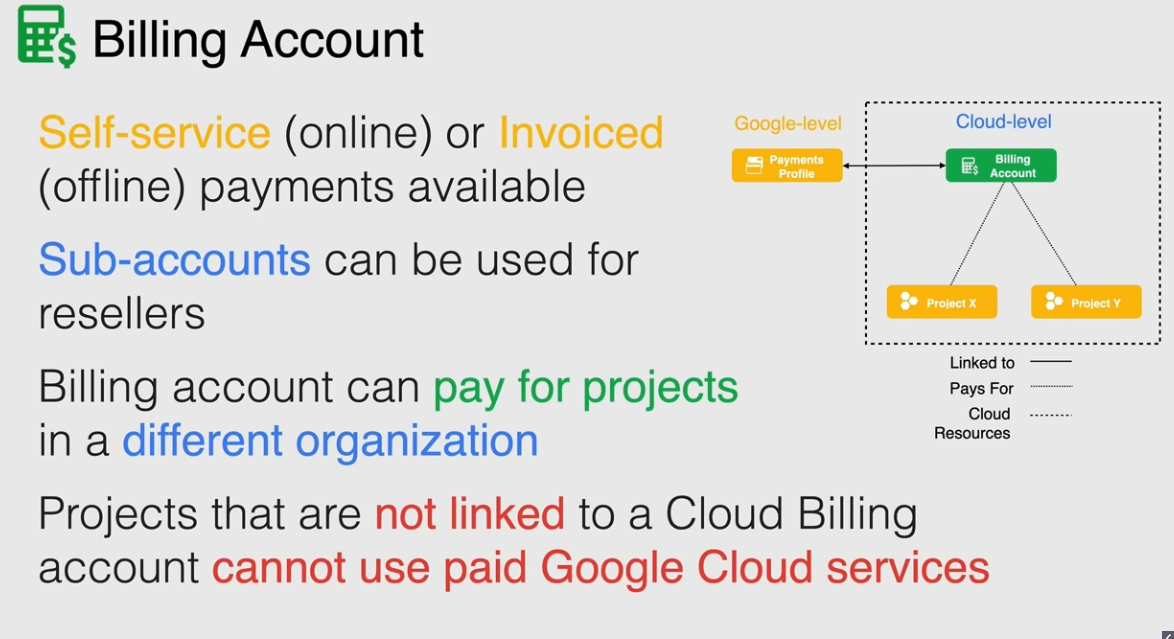 Billing Account
Self-service (online) or Invoiced
(offline) payments available
Sub-accounts can be used for
resellers
Billing account can pay for projects
in a different organization
Projects that are not linked to a Cloud Billing
account cannot use paid Google Cloud services
Google-level
Cloud-level
Payments
Profile
Billing
Account
Project X
Project Y
Linked to
Pays For
Cloud
Resources